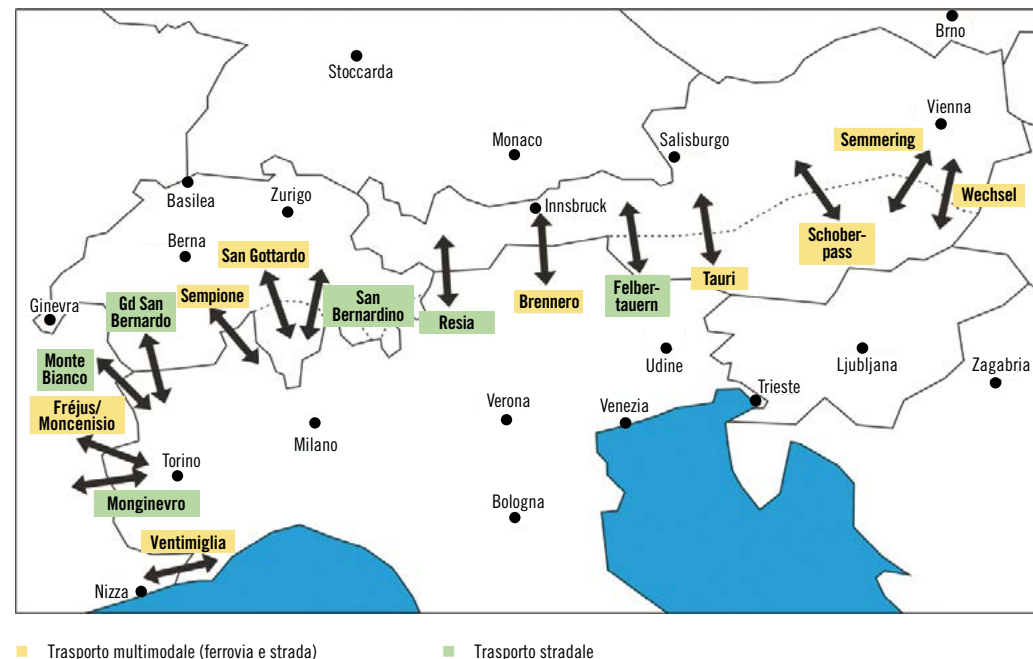 Brno
Stoccarda
Vienna
Monaco
Salisburgo
Semmering
Basilea
Zurigo
Innsbruck
Wechsel
Berna
San Gottardo
Schober-
pass
Ginevra
Gd San
Bernardo
Sempione
San
Bernardino
Resia
Brennero
Felber-
tauern
Tauri
Monte
Bianco
Udine
Ljubljana
Zagabria
Fréjus/
Moncenisio
Trieste
Verona
Venezia
Milano
Torino
Monginevro
Bologna
Ventimiglia
Nizza
Trasporto multimodale (ferrovia e strada)
Trasporto stradale